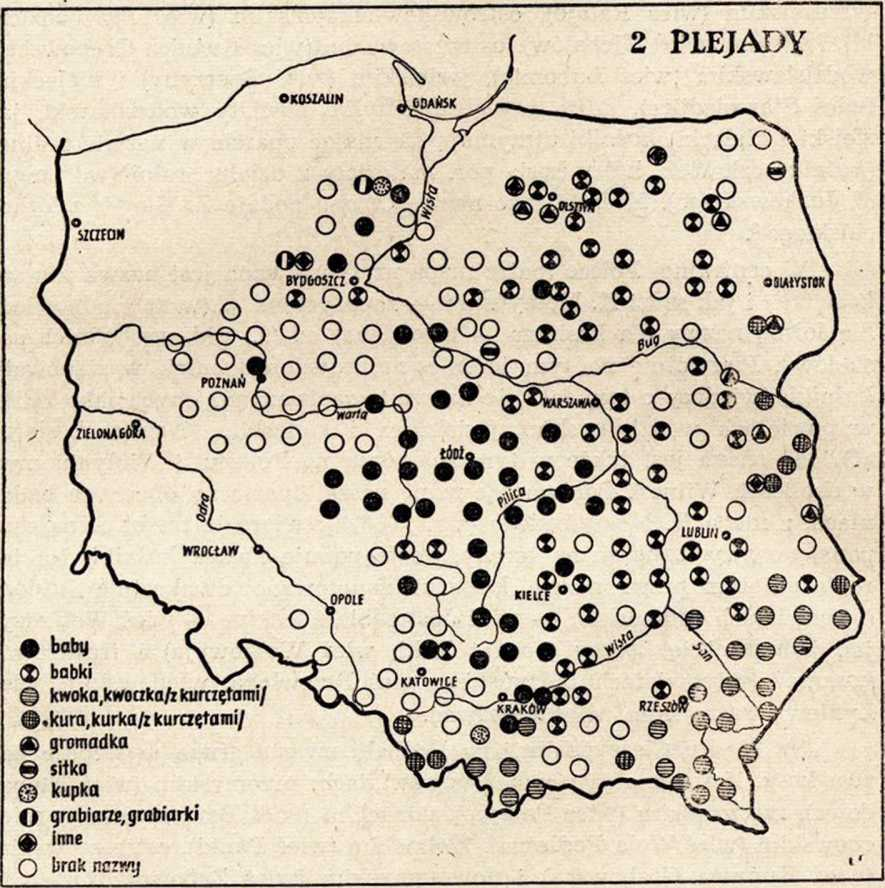 2 PLEJADY
KOSZALIN
GDAŃSK
SZCZECIN
Wisła
OLSZTYN
BYDGOSZCZ
BIAŁYSTOK
Bug
POZNAŃ
Warta
WARSZAWA
ZIELONA GÓRA
ŁÓDŹ
Pilica
Odra
WROCŁAW
LUBLIN
KIELCE
OPOLE
Wisła
San
KATOWICE
KRAKÓW
RZESZÓW
baby
babki
kwoka, kwoczka /z kurczętami/
kura, kurka /z kurczętami/
gromadka
sitko
kupka
grabiarze, grabiarki
inne
brak nazwy